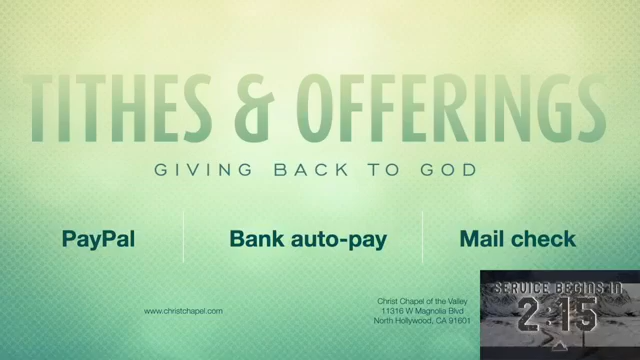 TITHES & OFFERINGS
GIVING BACK TO GOD
PayPal
Bank auto-pay
Mail check
www.christchapel.com
Christ Chapel of the Valley
11316 W Magnolia Blvd
North Hollywood, CA 91601
SERVICE BEGINS IN
2:15